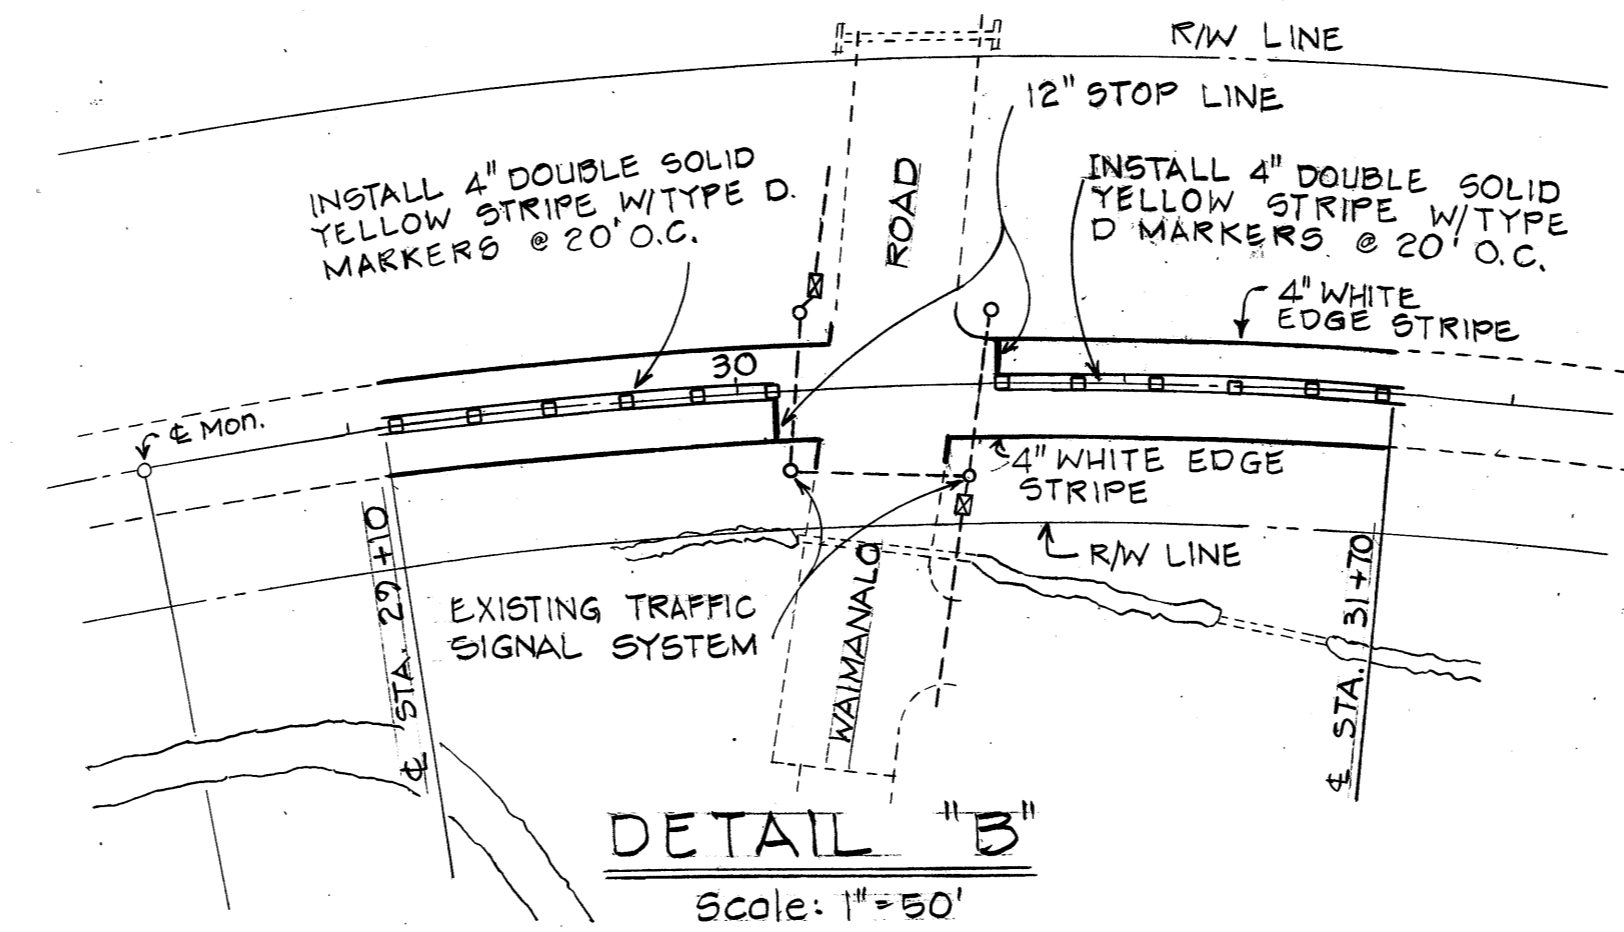 R/W LINE
12" STOP LINE
INSTALL 4" DOUBLE SOLID
YELLOW STRIPE W/TYPE D.
MARKERS @ 20' O.C.
ROAD
INSTALL 4" DOUBLE SOLID
YELLOW STRIPE W/TYPE
D MARKERS @ 20' O.C.
4" WHITE
EDGE STRIPE
30
℄ Mon.
4" WHITE EDGE
STRIPE
R/W LINE
℄ STA. 29+10
EXISTING TRAFFIC
SIGNAL SYSTEM
WAIMANALO
℄ STA. 31+70
DETAIL "B"
Scale: 1"=50'